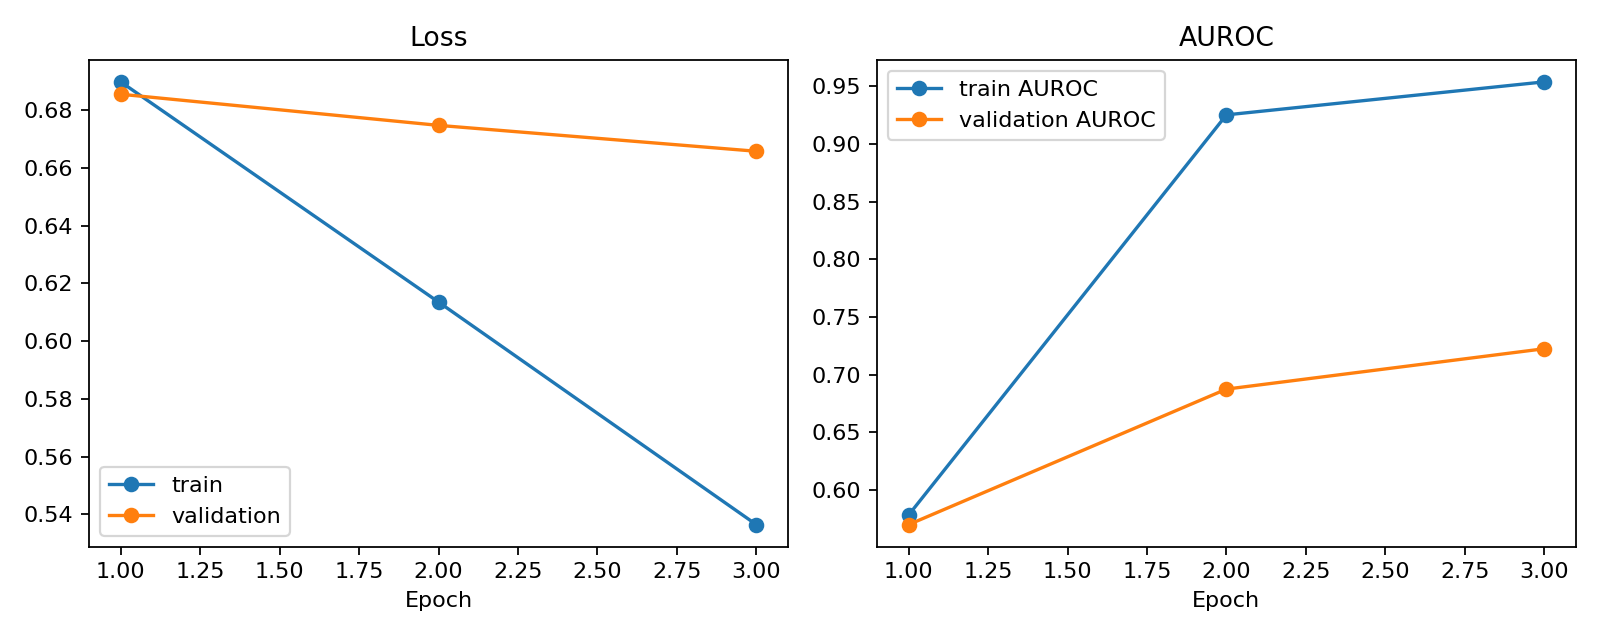 Loss
0.68
0.66
0.64
0.62
0.60
0.58
0.56
0.54
train
validation
1.00 1.25 1.50 1.75 2.00 2.25 2.50 2.75 3.00
Epoch
AUROC
0.95
0.90
0.85
0.80
0.75
0.70
0.65
0.60
train AUROC
validation AUROC
1.00 1.25 1.50 1.75 2.00 2.25 2.50 2.75 3.00
Epoch